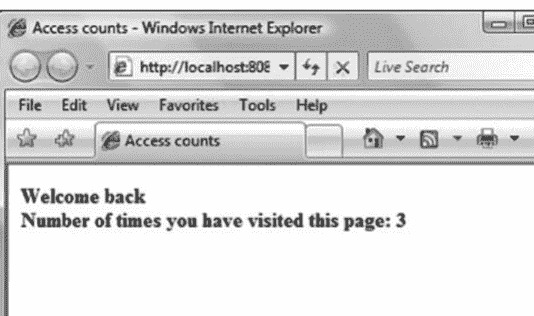 Access counts - Windows Internet Explorer
http://localhost:808
Live Search
File Edit View Favorites Tools Help
Access counts
Welcome back
Number of times you have visited this page: 3